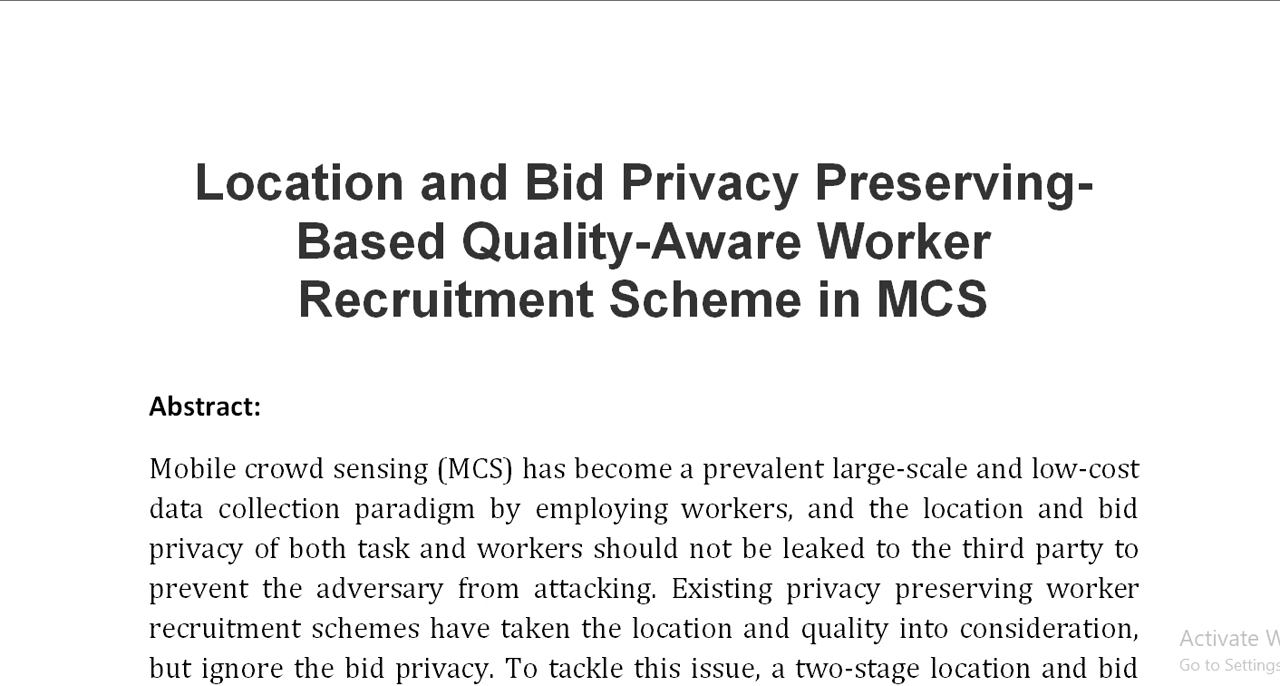 Location and Bid Privacy Preserving-
Based Quality-Aware Worker
Recruitment Scheme in MCS
Abstract:
Mobile crowd sensing (MCS) has become a prevalent large-scale and low-cost
data collection paradigm by employing workers, and the location and bid
privacy of both task and workers should not be leaked to the third party to
prevent the adversary from attacking. Existing privacy preserving worker
recruitment schemes have taken the location and quality into consideration,
but ignore the bid privacy. To tackle this issue, a two-stage location and bid
Activate W
Go to Settings